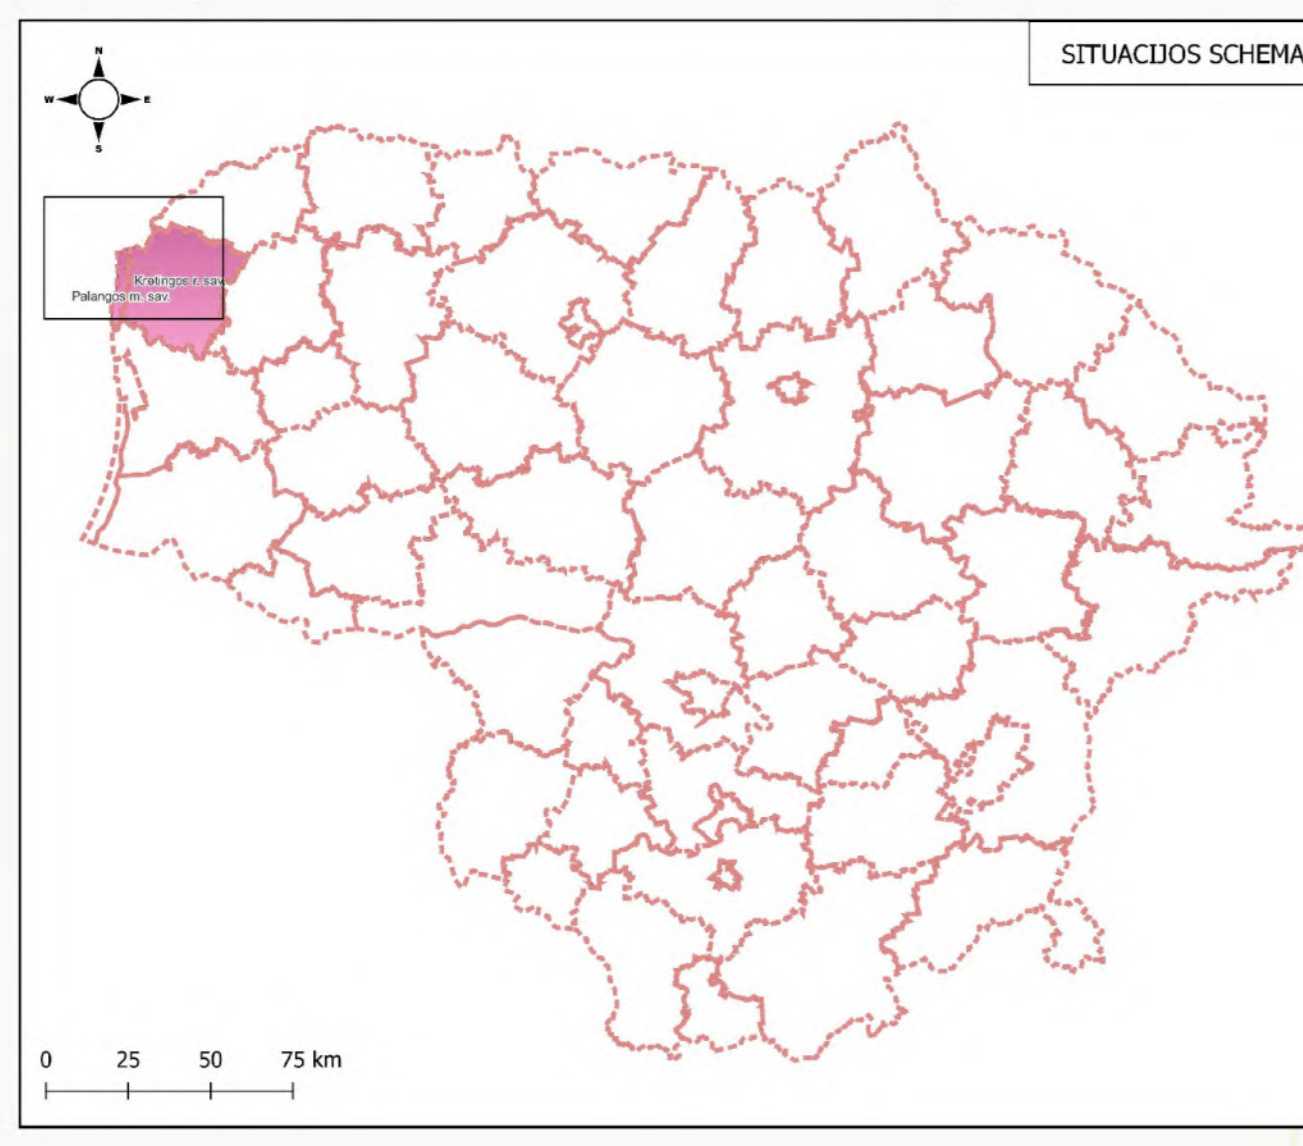 SITUACIJOS SCHEMA
N
W E
S
Kretingos r. sav.
Palangos m. sav.
0 25 50 75 km